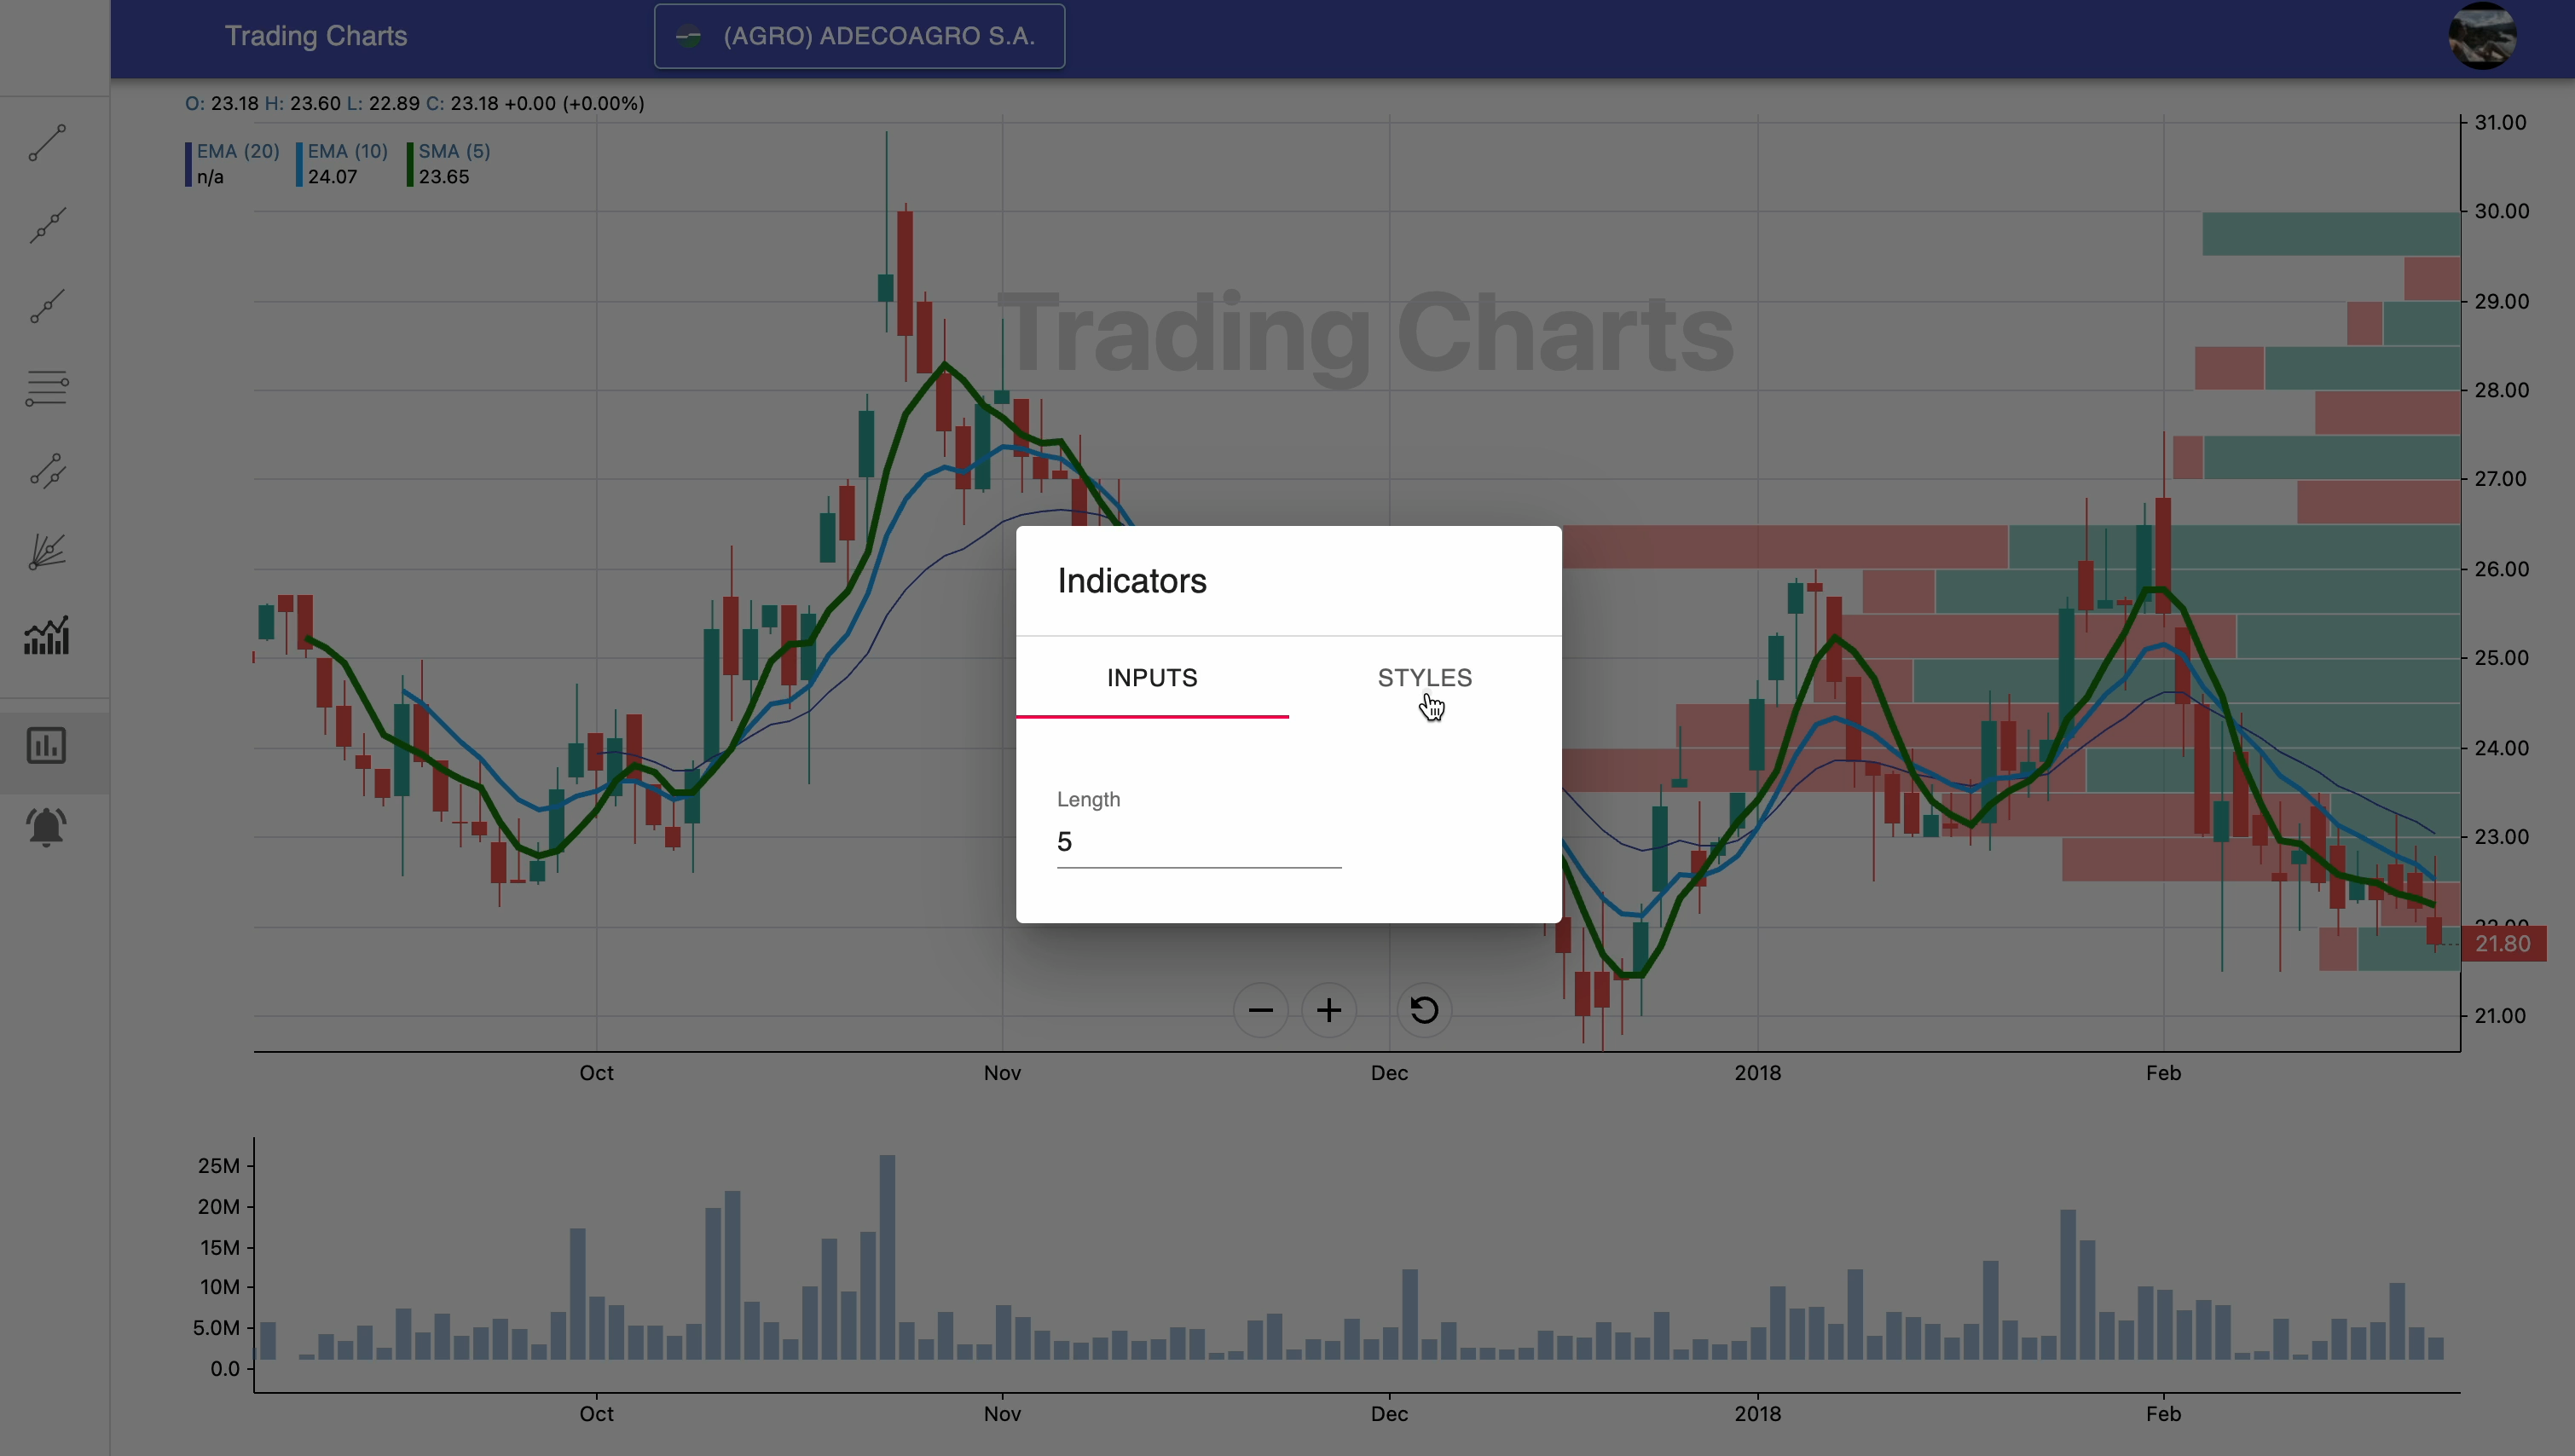 Trading Charts
(AGRO) ADECOAGRO S.A.
O: 23.18 H: 23.60 L: 22.89 C: 23.18 +0.00 (+0.00%)
EMA (20) EMA (10) SMA (5)
n/a 24.07 23.65
31.00
30.00
29.00
28.00
27.00
26.00
25.00
24.00
23.00
22.00
21.80
21.00
Trading Charts
Indicators
INPUTS STYLES
Length
5
Oct Nov Dec 2018 Feb
25M
20M
15M
10M
5.0M
0.0
Oct Nov Dec 2018 Feb